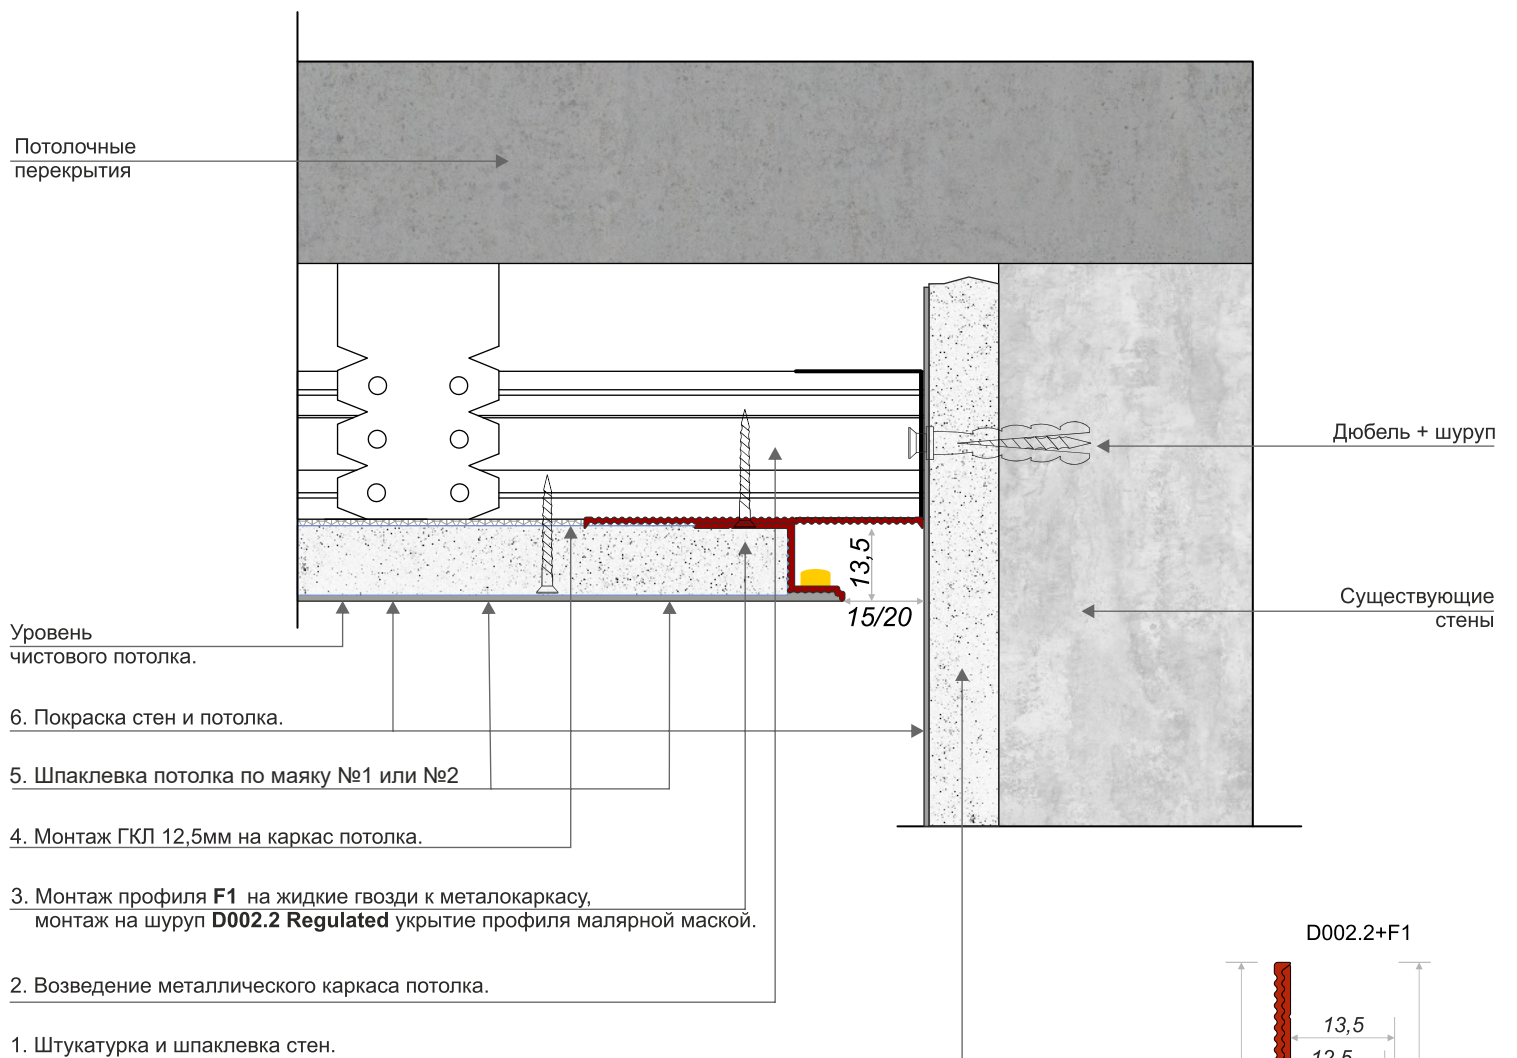 Потолочные
перекрытия
Дюбель + шуруп
13,5
15/20
Существующие
стены
Уровень
чистового потолка.
6. Покраска стен и потолка.
5. Шпаклевка потолка по маяку №1 или №2
4. Монтаж ГКЛ 12,5мм на каркас потолка.
3. Монтаж профиля F1 на жидкие гвозди к металокаркасу,
монтаж на шуруп D002.2 Regulated укрытие профиля малярной маской.
2. Возведение металлического каркаса потолка.
1. Штукатурка и шпаклевка стен.
D002.2+F1
13,5
12,5